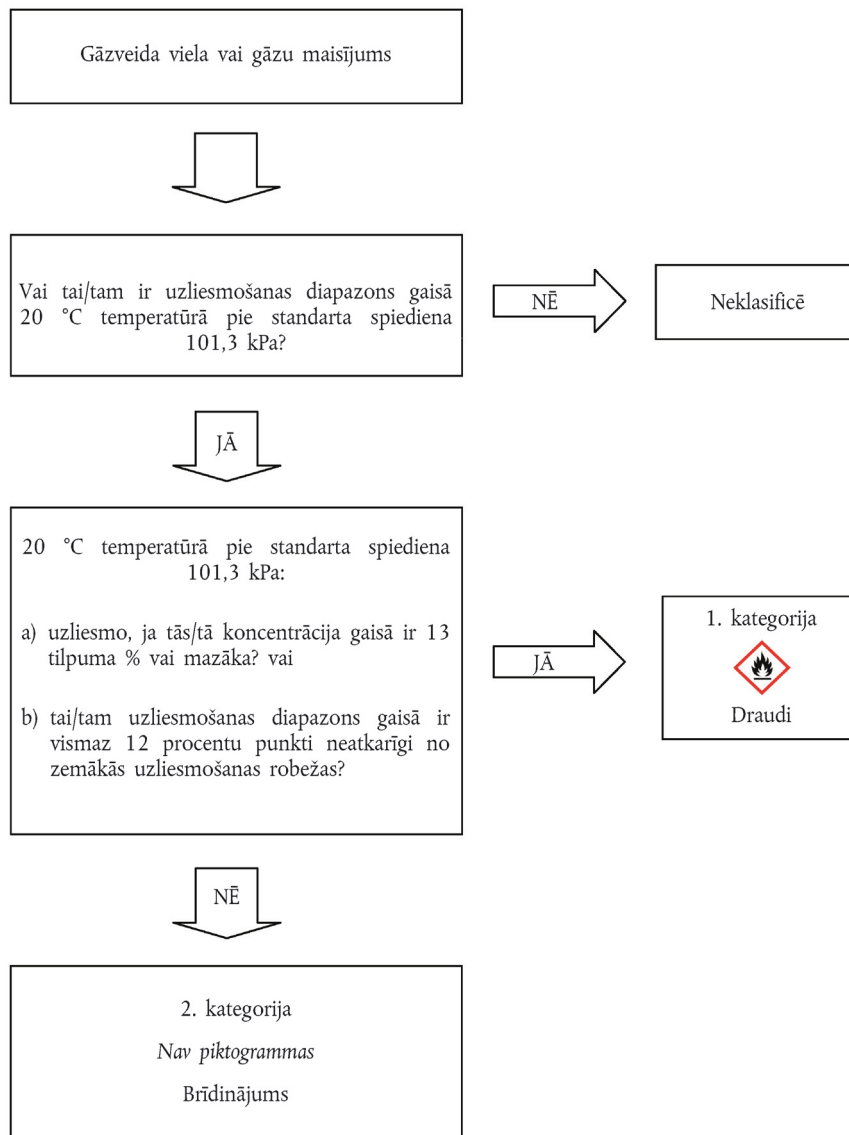 Gāzveida viela vai gāzu maisījums
Vai tai/tam ir uzliesmošanas diapazons gaisā
20 °C temperatūrā pie standarta spiediena
101,3 kPa?
NĒ
Neklasificē
JĀ
20 °C temperatūrā pie standarta spiediena
101,3 kPa:
a) uzliesmo, ja tās/tā koncentrācija gaisā ir 13
tilpuma % vai mazāka? vai
b) tai/tam uzliesmošanas diapazons gaisā ir
vismaz 12 procentu punkti neatkarīgi no
zemākās uzliesmošanas robežas?
JĀ
1. kategorija
Draudi
NĒ
2. kategorija
Nav piktogrammas
Brīdinājums